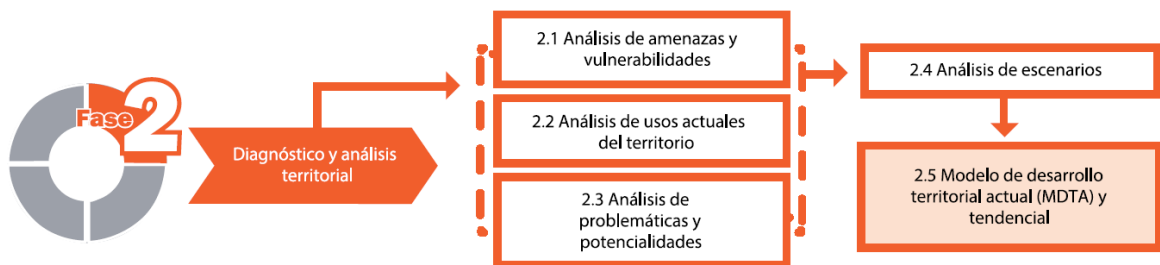 Fase 2
Diagnóstico y análisis
territorial
2.1 Análisis de amenazas y
vulnerabilidades
2.2 Análisis de usos actuales
del territorio
2.3 Análisis de
problemáticas y
potencialidades
2.4 Análisis de escenarios
2.5 Modelo de desarrollo
territorial actual (MDTA) y
tendencial